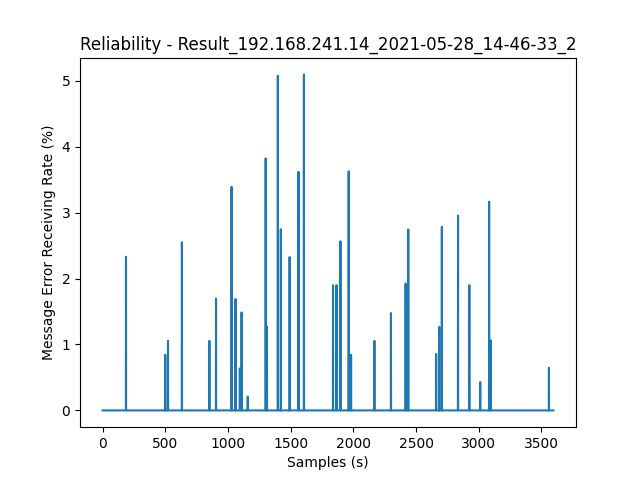 Reliability - Result_192.168.241.14_2021-05-28_14-46-33_2
Message Error Receiving Rate (%)
5
4
3
2
1
0
0 500 1000 1500 2000 2500 3000 3500
Samples (s)